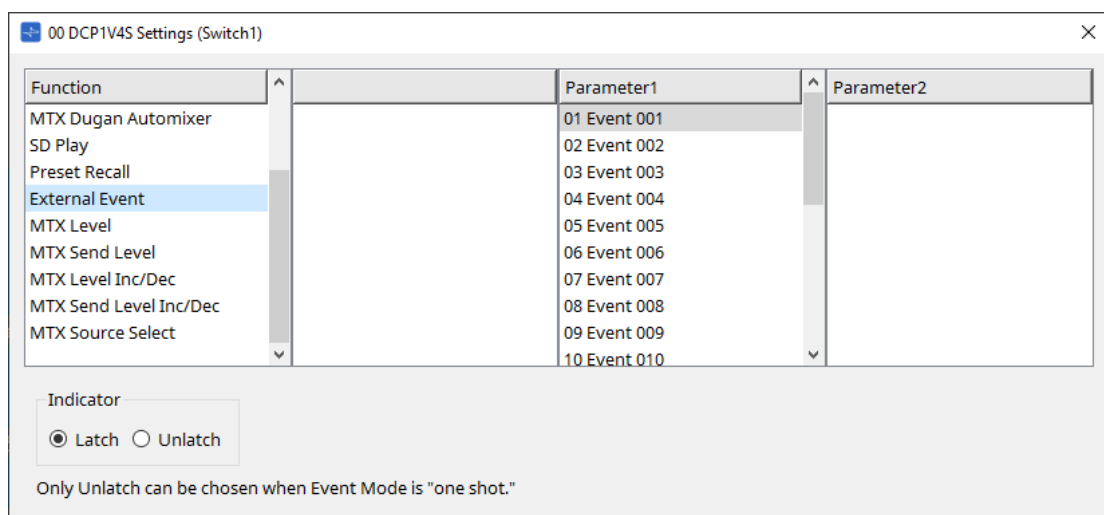 00 DCP1V4S Settings (Switch1)
Function
MTX Dugan Automixer
SD Play
Preset Recall
External Event
MTX Level
MTX Send Level
MTX Level Inc/Dec
MTX Send Level Inc/Dec
MTX Source Select
Parameter1
01 Event 001
02 Event 002
03 Event 003
04 Event 004
05 Event 005
06 Event 006
07 Event 007
08 Event 008
09 Event 009
10 Event 010
Parameter2
Indicator
Latch Unlatch
Only Unlatch can be chosen when Event Mode is "one shot."